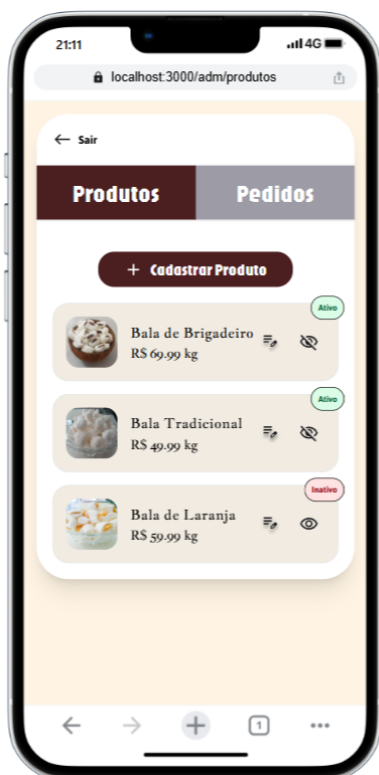 21:11
4G
localhost:3000/adm/produtos
Sair
Produtos
Pedidos
+ Cadastrar Produto
Ativo
Bala de Brigadeiro
R$ 69.99 kg
Ativo
Bala Tradicional
R$ 49.99 kg
Inativo
Bala de Laranja
R$ 59.99 kg
1